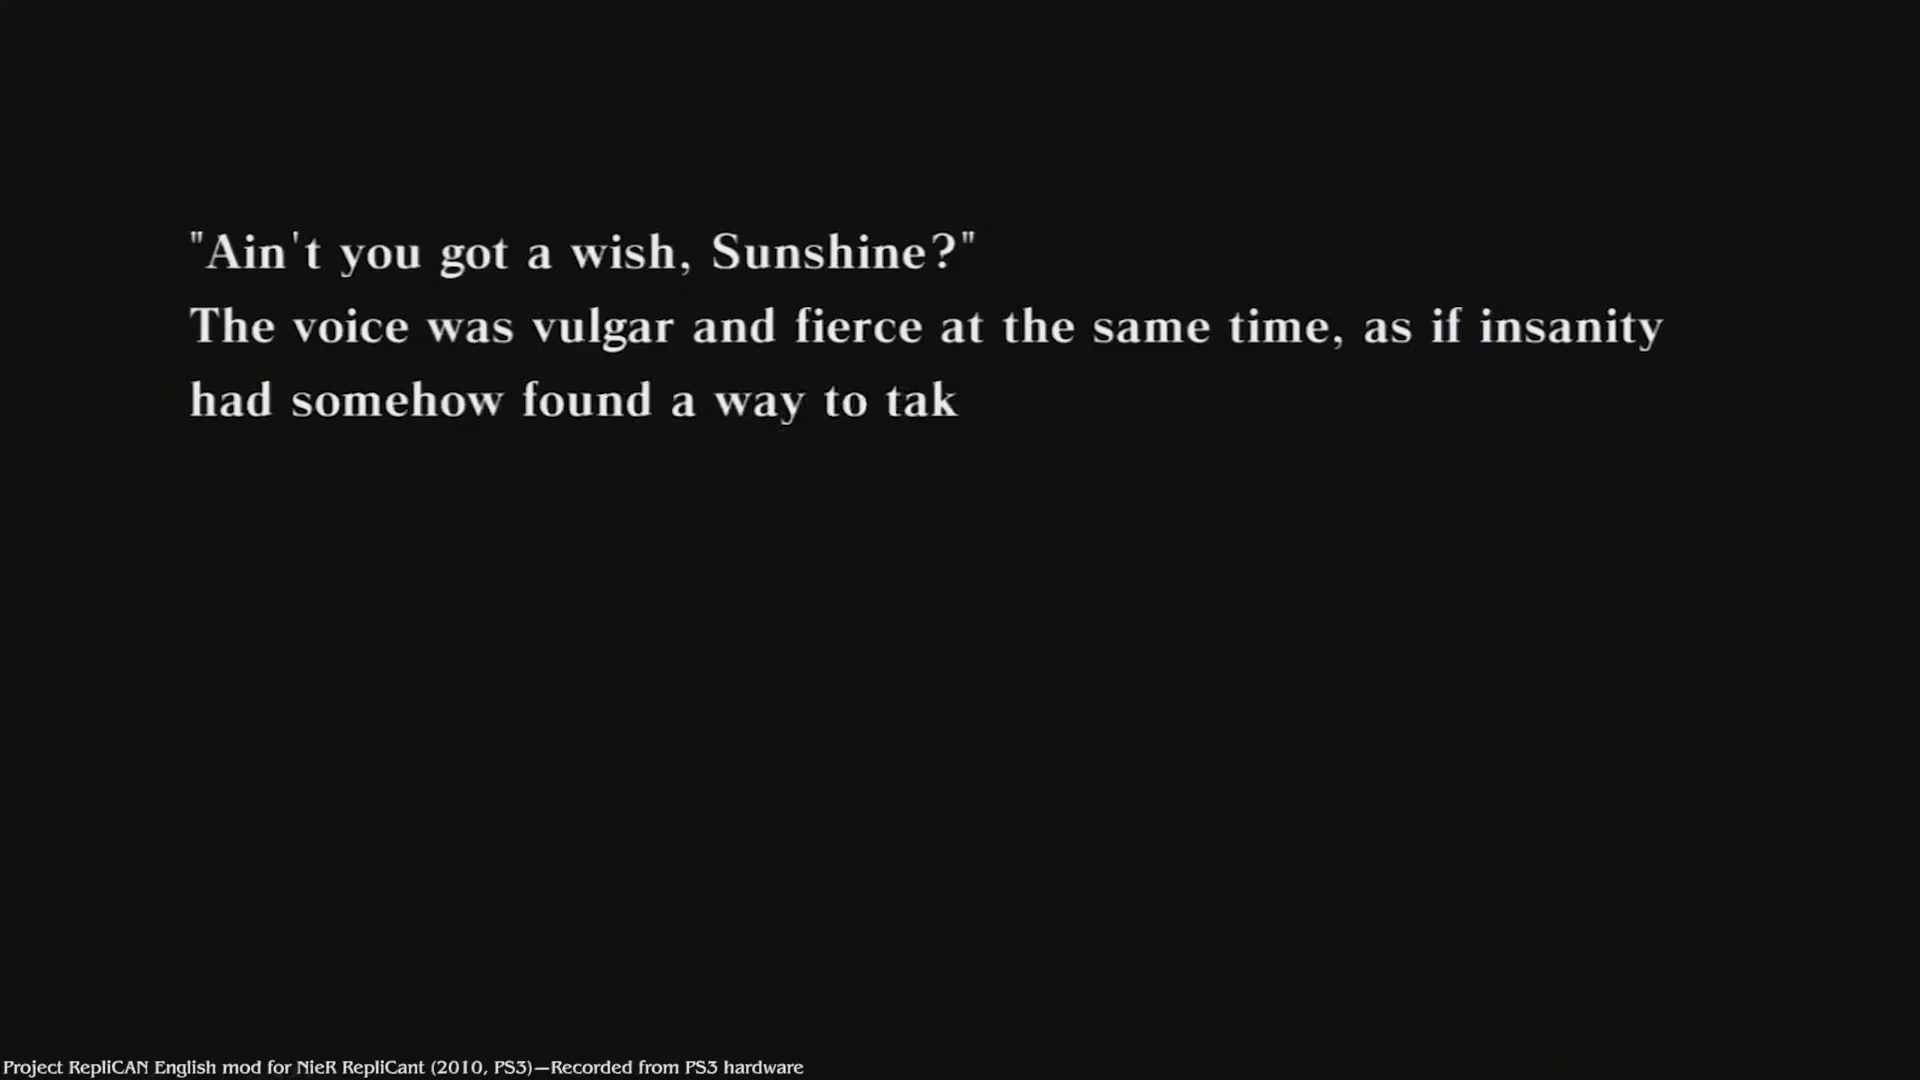 "Ain't you got a wish, Sunshine?"
The voice was vulgar and fierce at the same time, as if insanity
had somehow found a way to tak
Project RepliCAN English mod for NieR RepliCant (2010, PS3)—Recorded from PS3 hardware